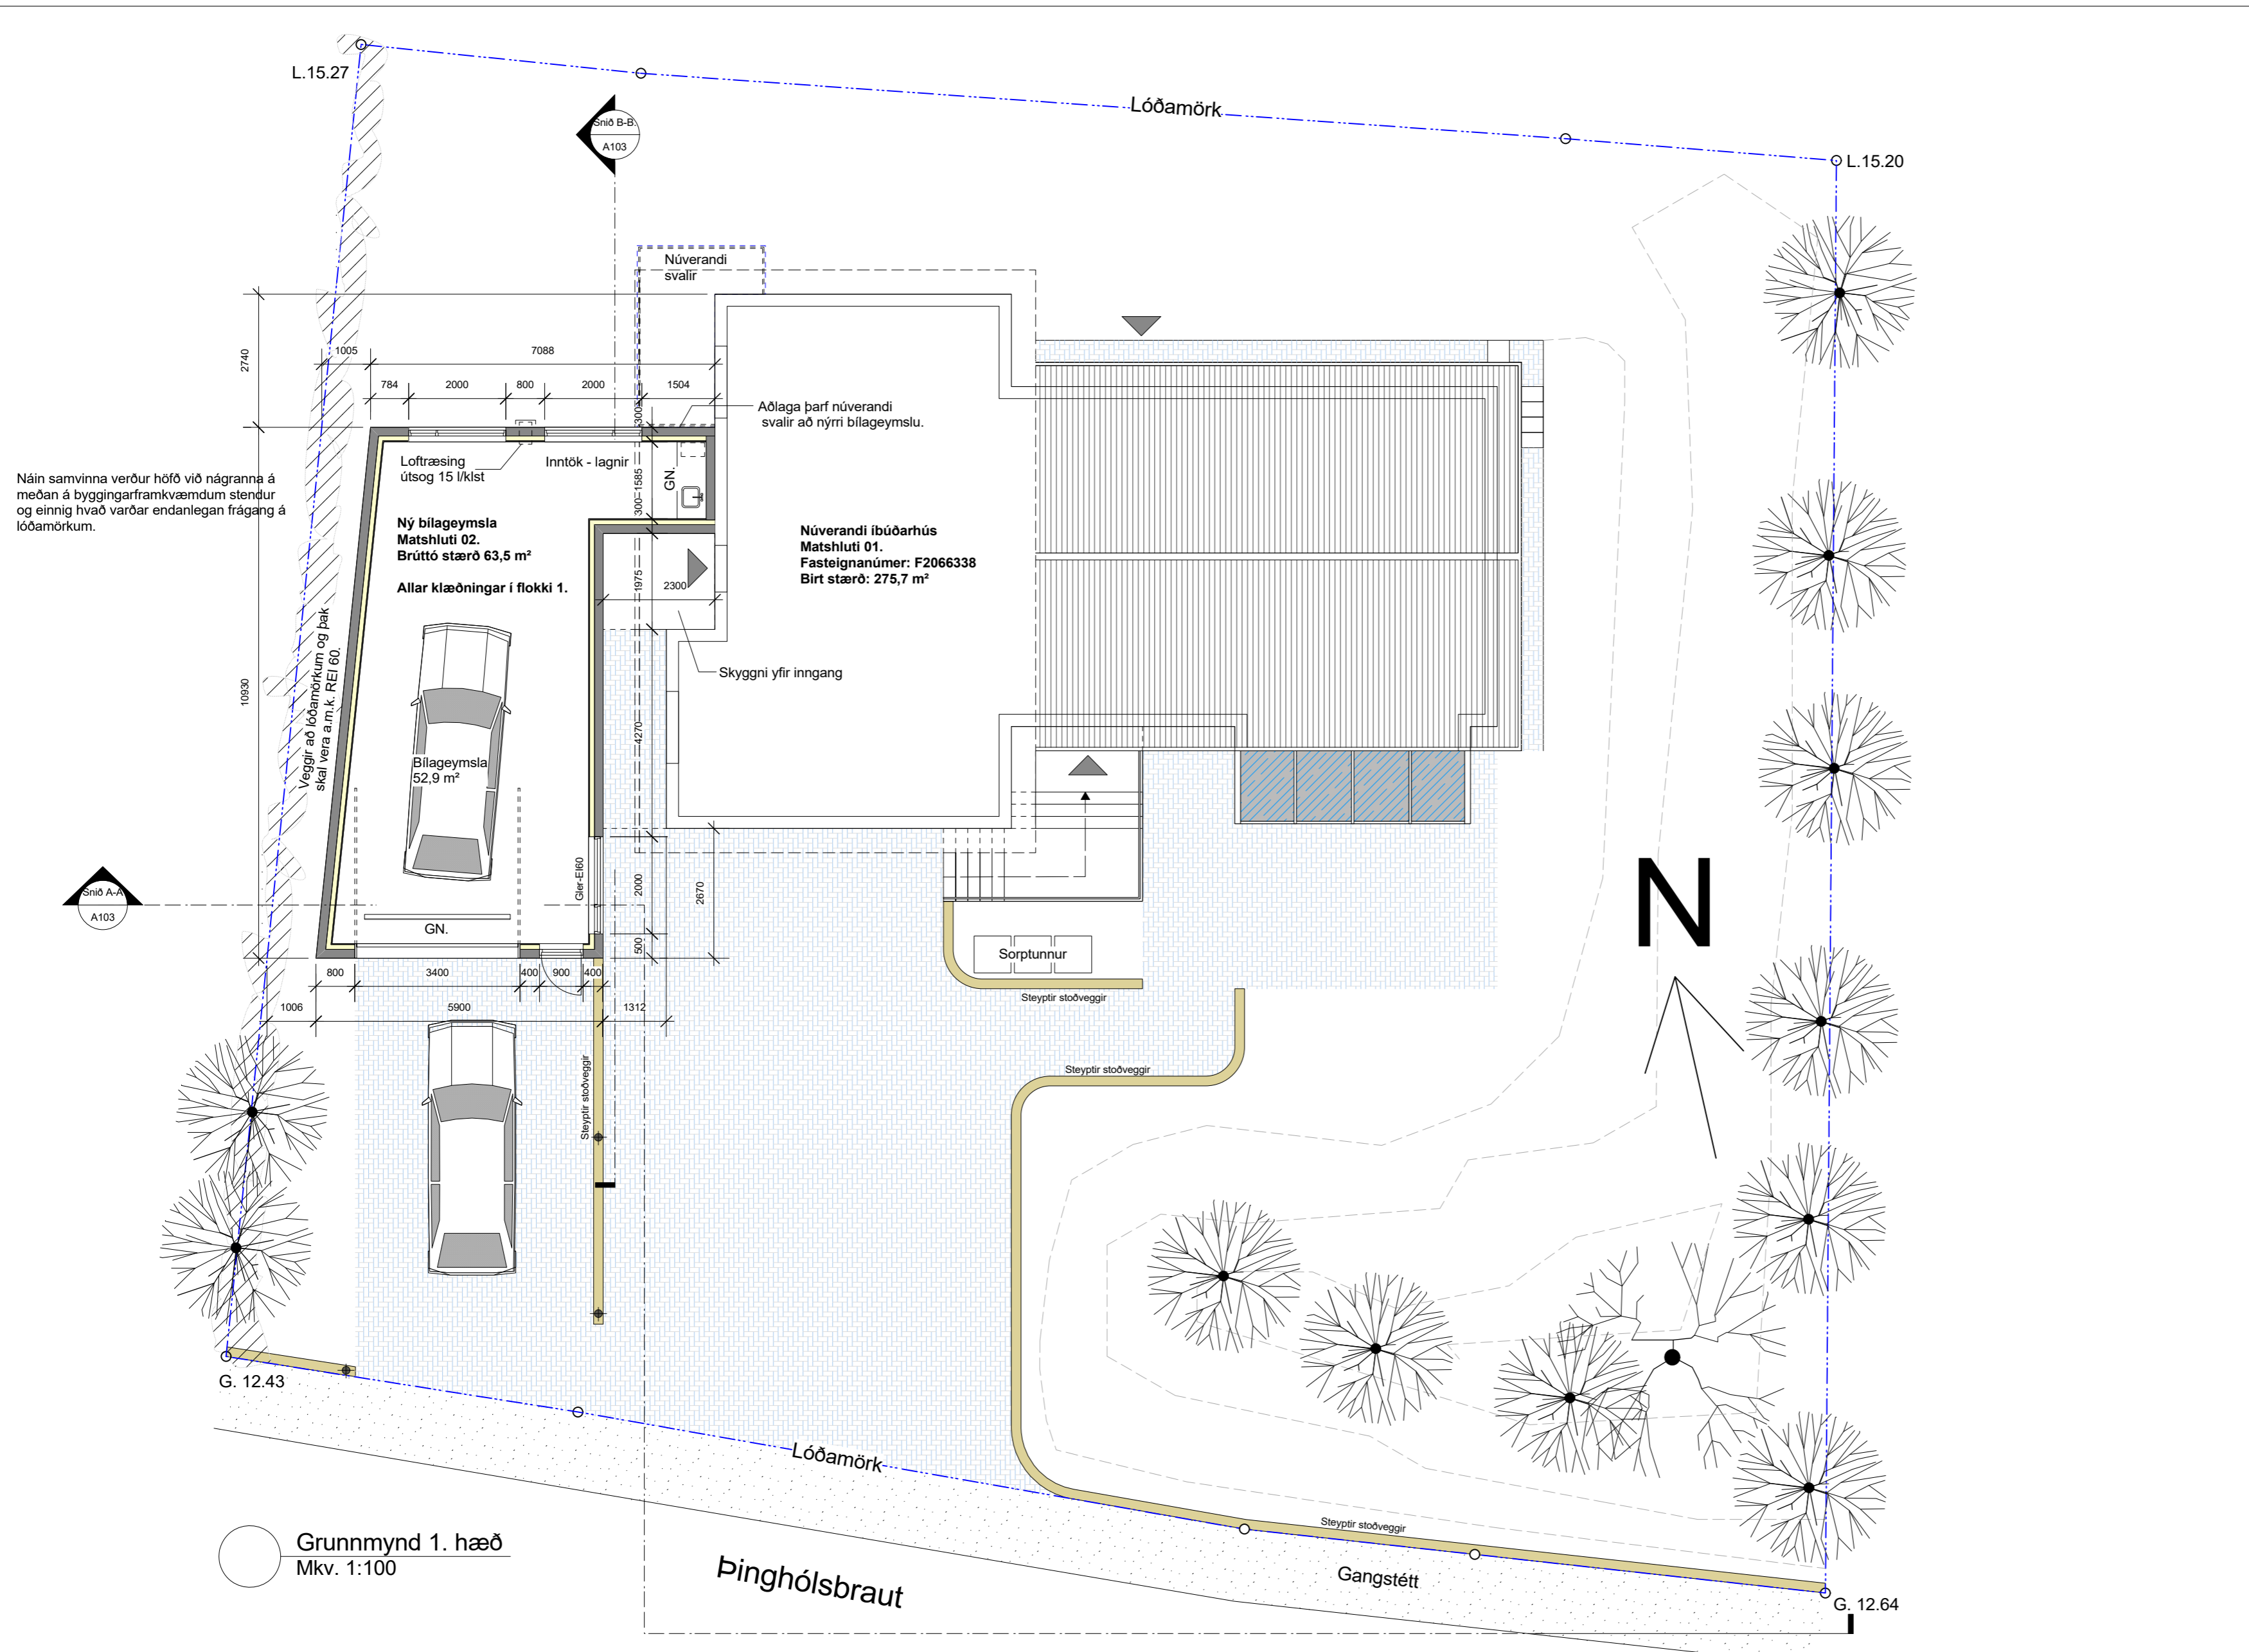 L.15.27
Lóðamörk
Snið B-B.
A103
L.15.20
Núverandi
svalir
2740
1005
7088
784
2000
800
2000
1504
300
Aðlaga þarf núverandi
svalir að nýrri bílageymslu.
Loftræsing
útsog 15 l/klst
Inntök - lagnir
GN.
1585
300
Náin samvinna verður höfð við nágranna á
meðan á byggingarframkvæmdum stendur
og einnig hvað varðar endanlegan frágang á
lóðamörkum.
Ný bílageymsla
Matshluti 02.
Brúttó stærð 63,5 m²
Allar klæðningar í flokki 1.
Núverandi íbúðarhús
Matshluti 01.
Fasteignanúmer: F2066338
Birt stærð: 275,7 m²
1975
2300
Skyggni yfir inngang
10930
Veggir að lóðamörkum og þak
skal vera a.m.k. REI 60.
4270
Bílageymsla
52,9 m²
Gler-EI60
2000
2670
500
Snið A-A
A103
GN.
N
Sorptunnur
Steyptir stoðveggir
800
3400
400
900
400
1006
5900
1312
Steyptir stoðveggir
Steyptir stoðveggir
G. 12.43
Lóðamörk
Steyptir stoðveggir
Gangstétt
G. 12.64
Grunnmynd 1. hæð
Mkv. 1:100
Þinghólsbraut